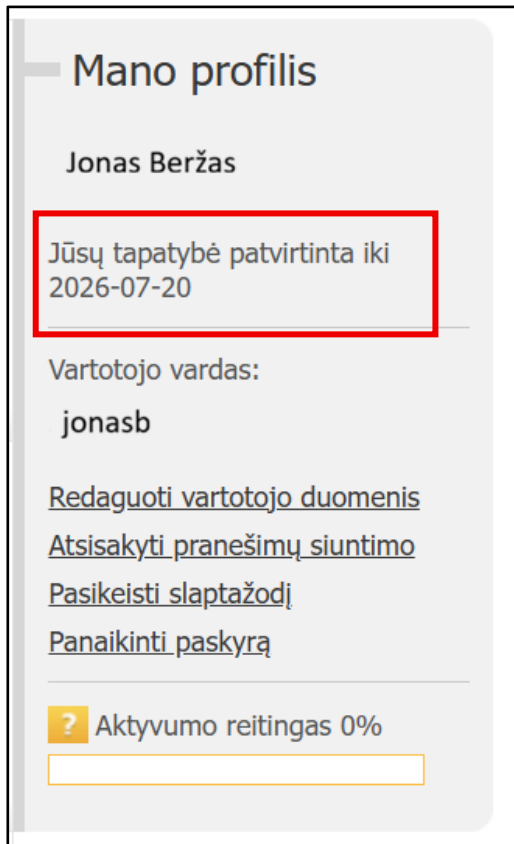 Mano profilis
Jonas Beržas
Jūsų tapatybė patvirtinta iki
2026-07-20
Vartotojo vardas:
jonasb
Redaguoti vartotojo duomenis
Atsisakyti pranešimų siuntimo
Pasikeisti slaptažodį
Panaikinti paskyrą
? Aktyvumo reitingas 0%